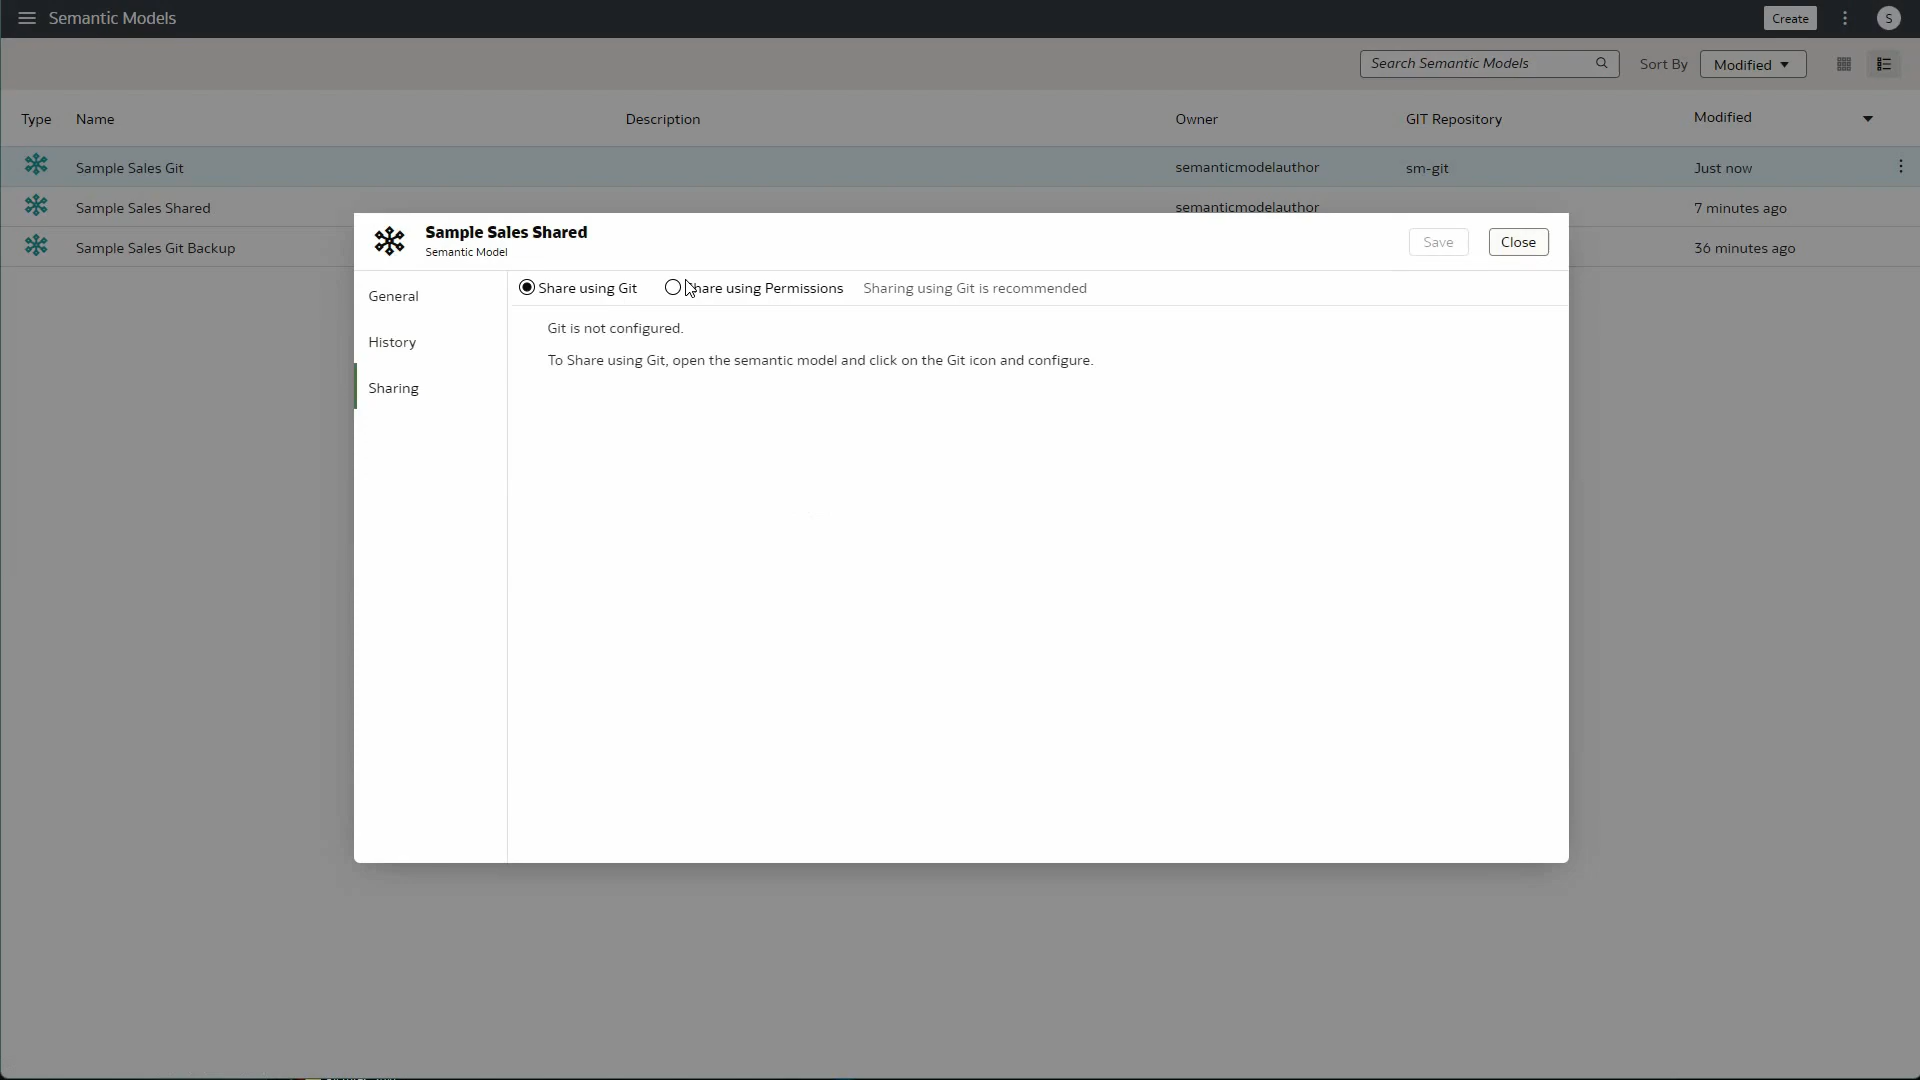 Semantic Models
Create
S
Search Semantic Models
Sort By
Modified
Type Name Description Owner GIT Repository Modified
Sample Sales Git semanticmodelauthor sm-git Just now
Sample Sales Shared semanticmodelauthor 7 minutes ago
Sample Sales Git Backup 36 minutes ago
Sample Sales Shared
Semantic Model
Save Close
General
History
Sharing
Share using Git Share using Permissions Sharing using Git is recommended
Git is not configured.
To Share using Git, open the semantic model and click on the Git icon and configure.